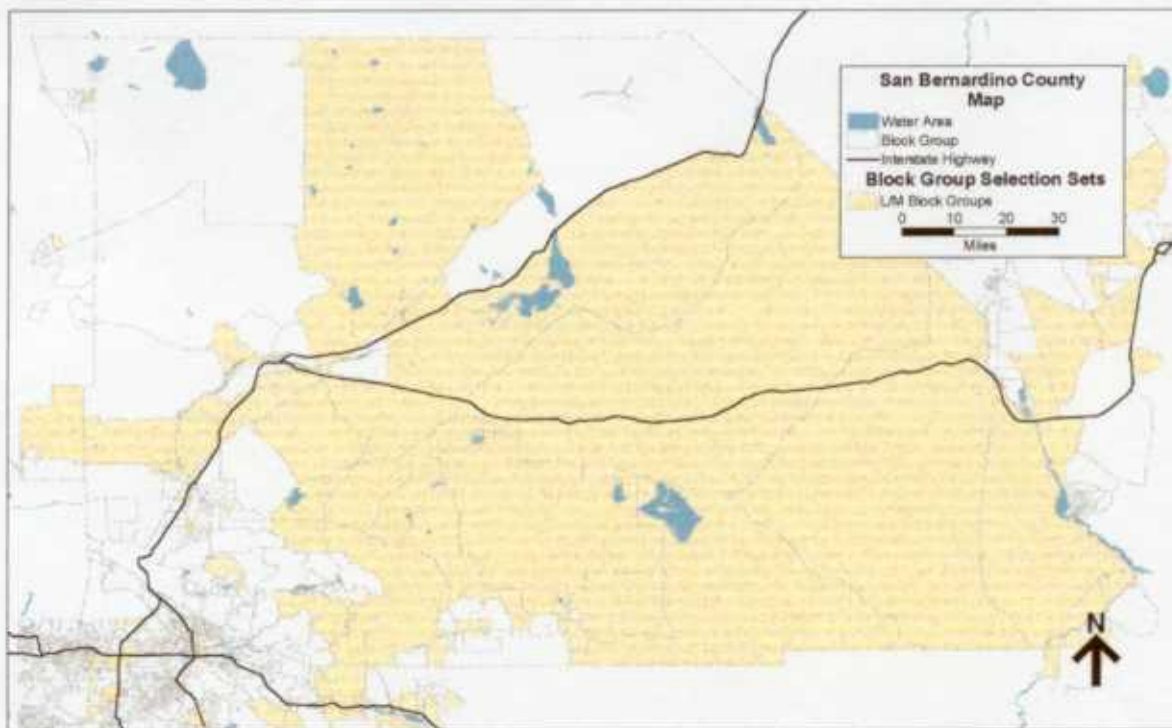 San Bernardino County
Map
Water Area
Block Group
Interstate Highway
Block Group Selection Sets
L/M Block Groups
0 10 20 30
Miles
N